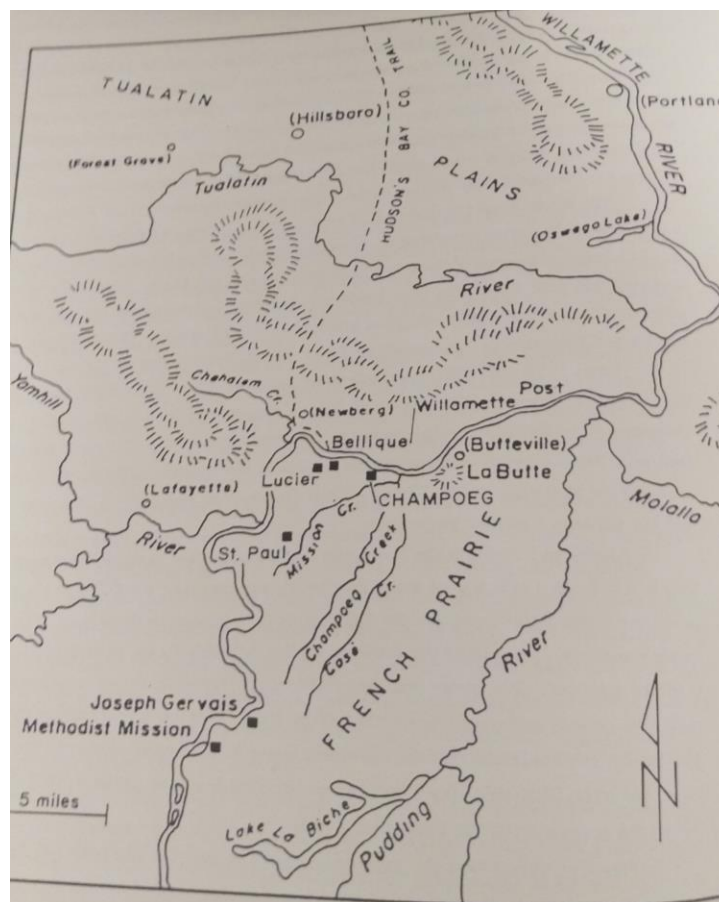 WILLAMETTE
RIVER
(Portlan
TUALATIN
(Hillsboro)
HUDSON'S BAY CO. TRAIL
(Forest Grove)
Tualatin
PLAINS
(Oswego Lake)
River
Chehalem Cr.
(Newberg)
Willamette Post
Yamhill
Bellique
(Butteville)
Lucier
La Butte
CHAMPOEG
(Lafayette)
Molalla
River
St. Paul
Mission Cr.
Champoeg Creek
Casé Cr.
FRENCH PRAIRIE
River
Joseph Gervais
Methodist Mission
5 miles
Lake La Biche
Pudding
N